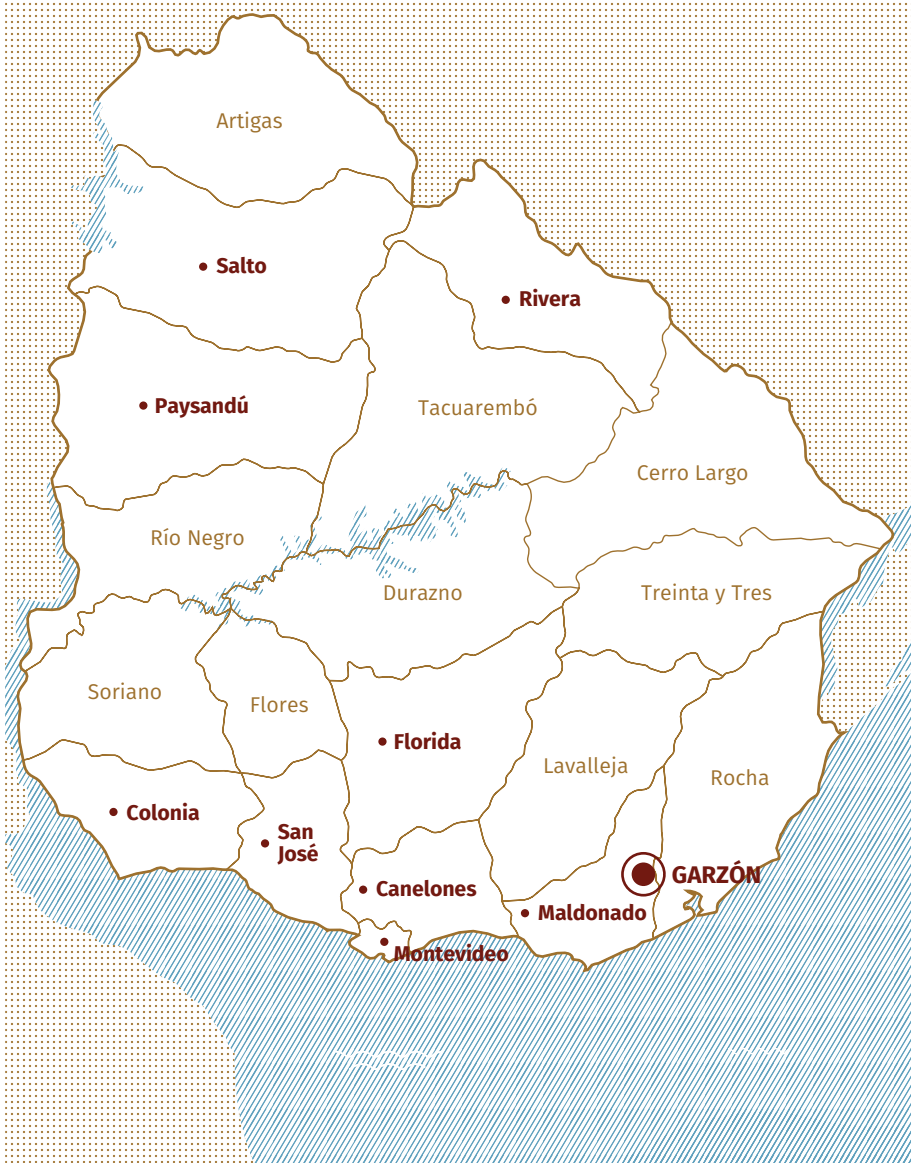 Artigas
Salto
Rivera
Paysandú
Tacuarembó
Cerro Largo
Río Negro
Durazno
Treinta y Tres
Soriano
Flores
Florida
Lavalleja
Rocha
Colonia
San
José
GARZÓN
Canelones
Maldonado
Montevideo